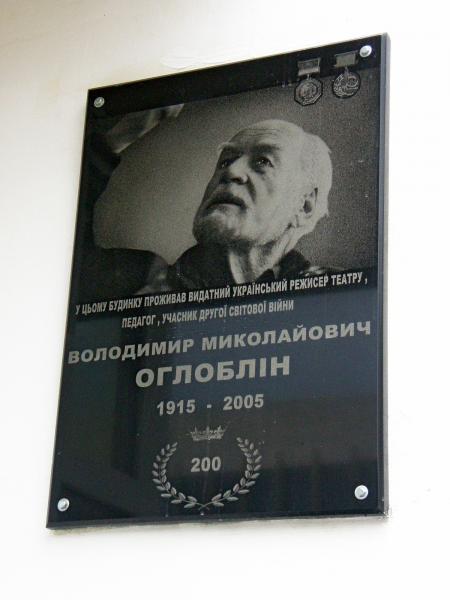 У ЦЬОМУ БУДИНКУ ПРОЖИВАВ ВИДАТНИЙ УКРАЇНСЬКИЙ РЕЖИСЕР ТЕАТРУ ,
ПЕДАГОГ , УЧАСНИК ДРУГОЇ СВІТОВОЇ ВІЙНИ
ВОЛОДИМИР МИКОЛАЙОВИЧ
ОГЛОБЛІН
1915 - 2005
200